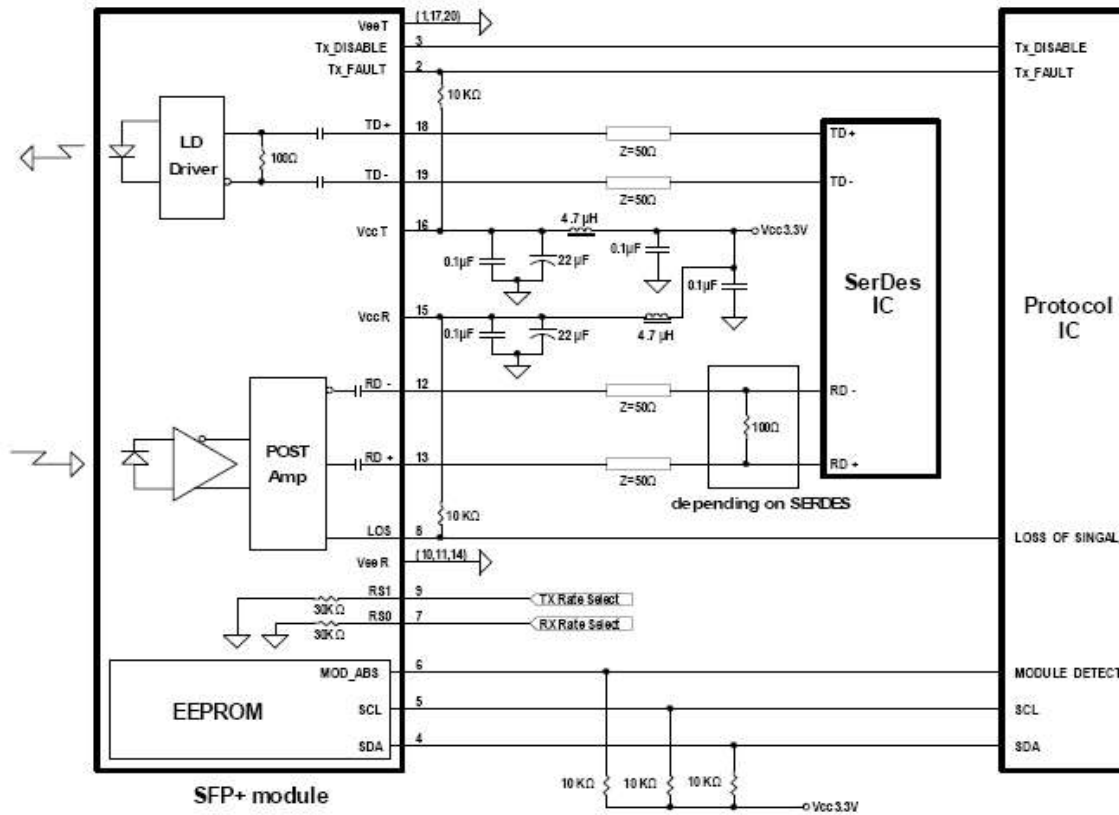 VeeT
(1,17,20)
Tx_DISABLE
3
Tx_DISABLE
Tx_FAULT
2
Tx_FAULT
10 KΩ
LD
Driver
100Ω
TD+
18
Z=50Ω
TD+
TD-
19
Z=50Ω
TD-
VccT
16
4.7 µH
Vcc3.3V
0.1µF
22 µF
0.1µF
0.1µF
SerDes
IC
Protocol
IC
VccR
15
0.1µF
22 µF
4.7 µH
RD -
12
Z=50Ω
RD -
100Ω
POST
Amp
RD +
13
Z=50Ω
RD +
depending on SERDES
10 KΩ
LOS
8
LOSS OF SINGAL
VeeR
(10,11,14)
RS1
9
TX Rate Select
30KΩ
RS0
7
RX Rate Select
30KΩ
MOD_ABS
6
MODULE DETECT
EEPROM
SCL
5
SCL
SDA
4
SDA
10 KΩ
10 KΩ
10 KΩ
Vcc3.3V
SFP+ module